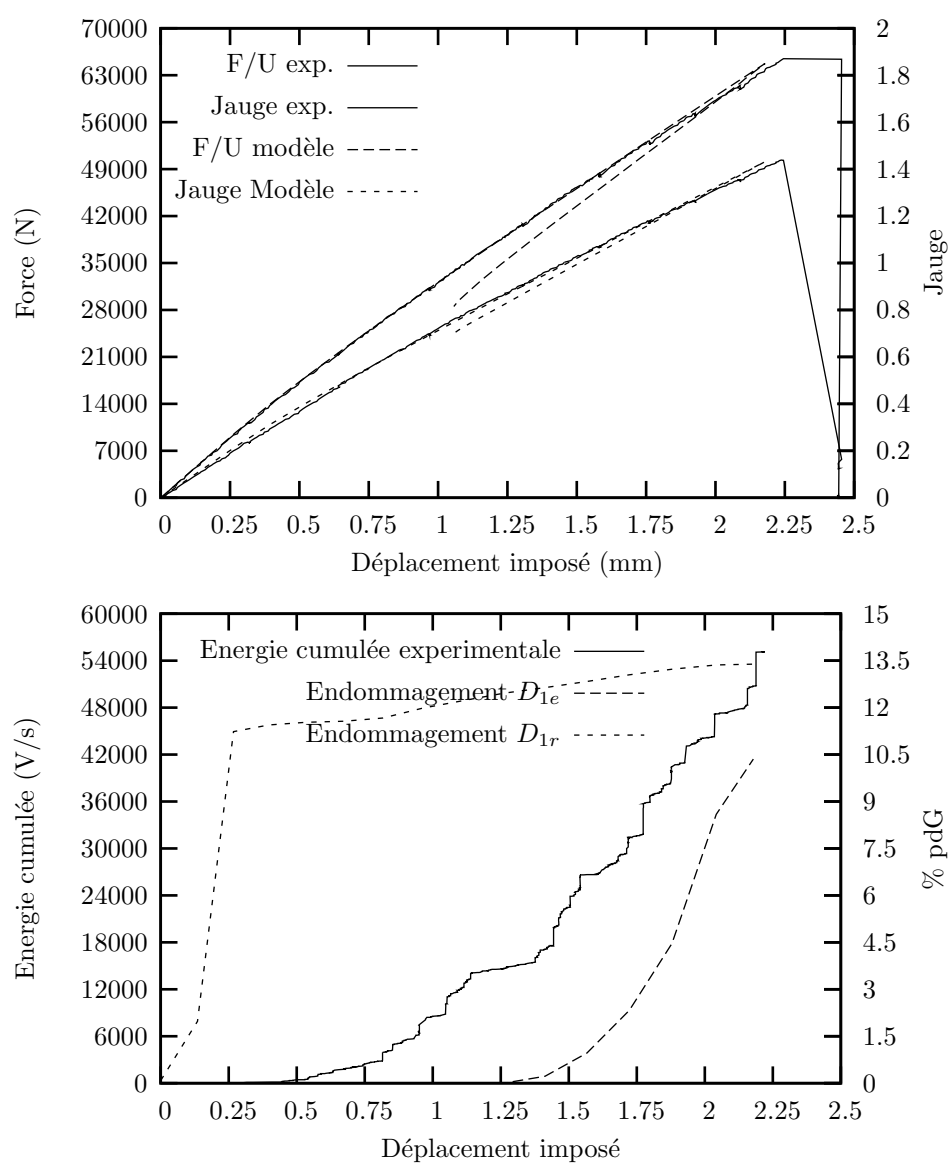 70000
63000
56000
49000
42000
35000
28000
21000
14000
7000
0
Force (N)
F/U exp.
Jauge exp.
F/U modèle
Jauge Modèle
2
1.8
1.6
1.4
1.2
1
0.8
0.6
0.4
0.2
0
Jauge
0 0.25 0.5 0.75 1 1.25 1.5 1.75 2 2.25 2.5
Déplacement imposé (mm)
60000
54000
48000
42000
36000
30000
24000
18000
12000
6000
0
Energie cumulée (V/s)
Energie cumulée experimentale
Endommagement D1e
Endommagement D1r
15
13.5
12
10.5
9
7.5
6
4.5
3
1.5
0
% pdG
0 0.25 0.5 0.75 1 1.25 1.5 1.75 2 2.25 2.5
Déplacement imposé